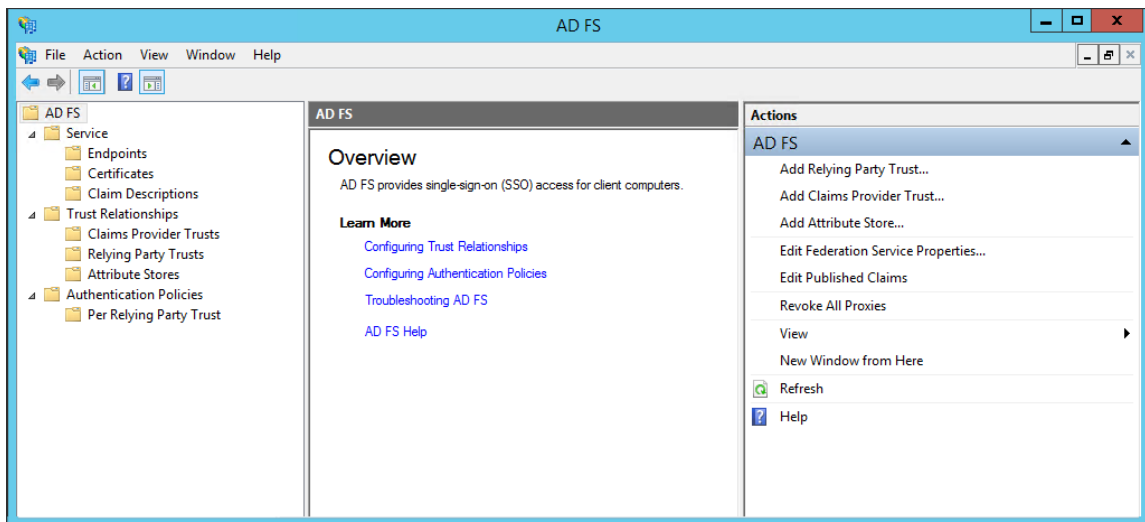 AD FS
File Action View Window Help
AD FS
Service
Endpoints
Certificates
Claim Descriptions
Trust Relationships
Claims Provider Trusts
Relying Party Trusts
Attribute Stores
Authentication Policies
Per Relying Party Trust
AD FS
Overview
AD FS provides single-sign-on (SSO) access for client computers.
Learn More
Configuring Trust Relationships
Configuring Authentication Policies
Troubleshooting AD FS
AD FS Help
Actions
AD FS
Add Relying Party Trust...
Add Claims Provider Trust...
Add Attribute Store...
Edit Federation Service Properties...
Edit Published Claims
Revoke All Proxies
View
New Window from Here
Refresh
Help